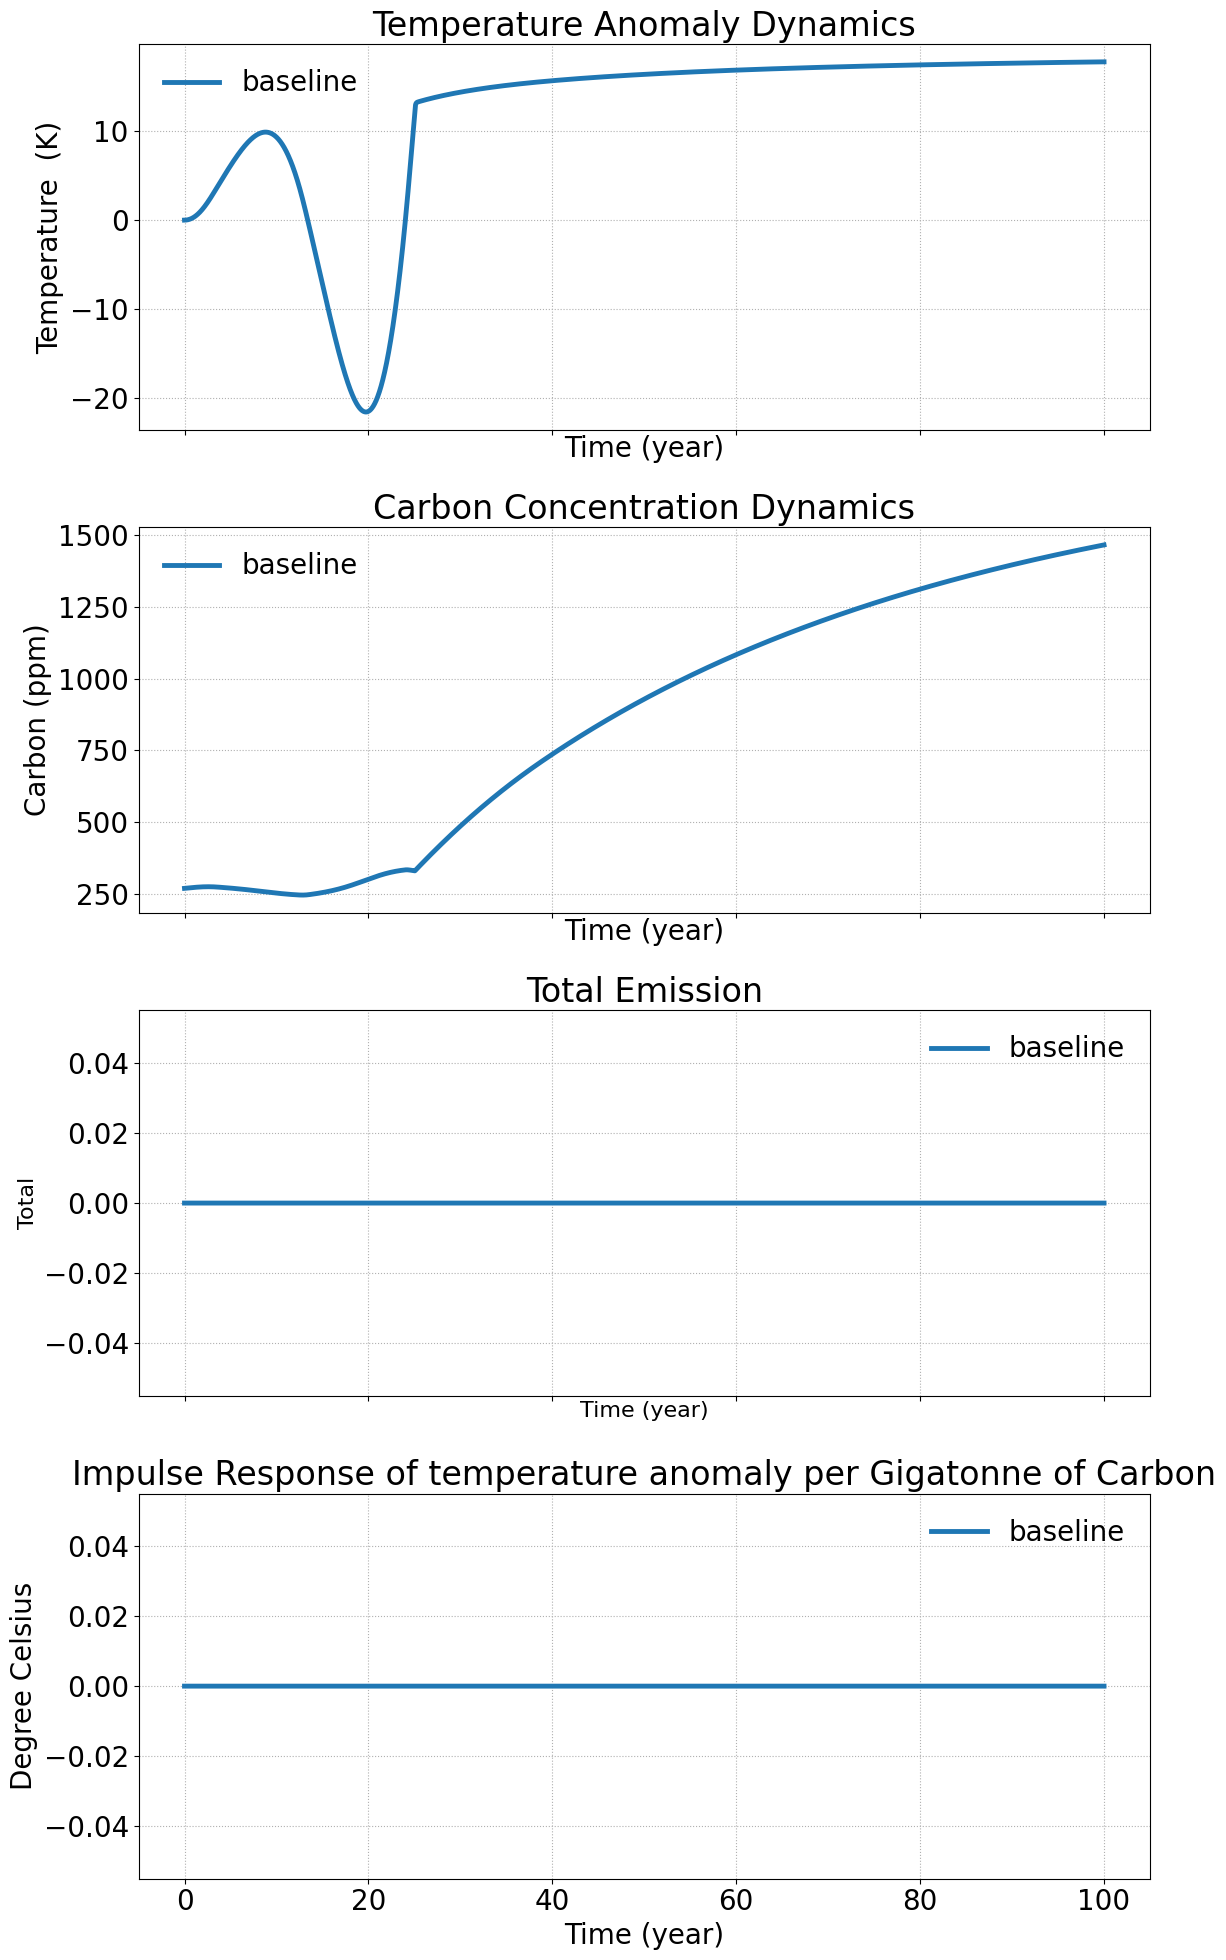 Temperature Anomaly Dynamics
baseline
Temperature  (K)
10
0
−10
−20
Time (year)
Carbon Concentration Dynamics
baseline
Carbon (ppm)
1500
1250
1000
750
500
250
Time (year)
Total Emission
baseline
Total
0.04
0.02
0.00
−0.02
−0.04
Time (year)
Impulse Response of temperature anomaly per Gigatonne of Carbon
baseline
Degree Celsius
0.04
0.02
0.00
−0.02
−0.04
0 20 40 60 80 100
Time (year)